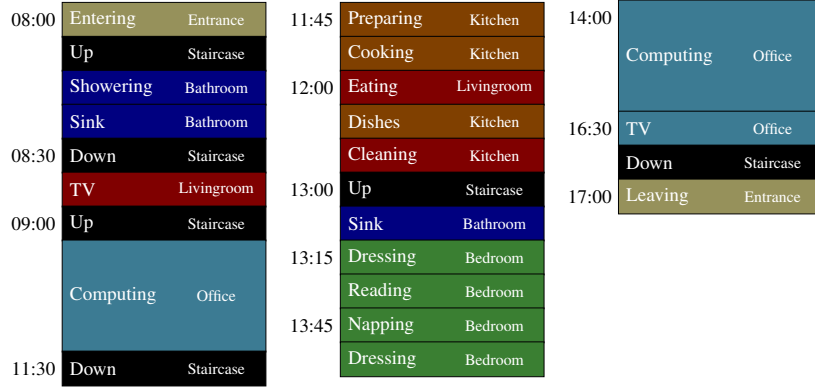 08:00 Entering Entrance
Up Staircase
Showering Bathroom
Sink Bathroom
08:30 Down Staircase
TV Livingroom
09:00 Up Staircase
Computing Office
11:30 Down Staircase
11:45 Preparing Kitchen
Cooking Kitchen
12:00 Eating Livingroom
Dishes Kitchen
Cleaning Kitchen
13:00 Up Staircase
Sink Bathroom
13:15 Dressing Bedroom
Reading Bedroom
13:45 Napping Bedroom
Dressing Bedroom
14:00
Computing Office
16:30 TV Office
Down Staircase
17:00 Leaving Entrance